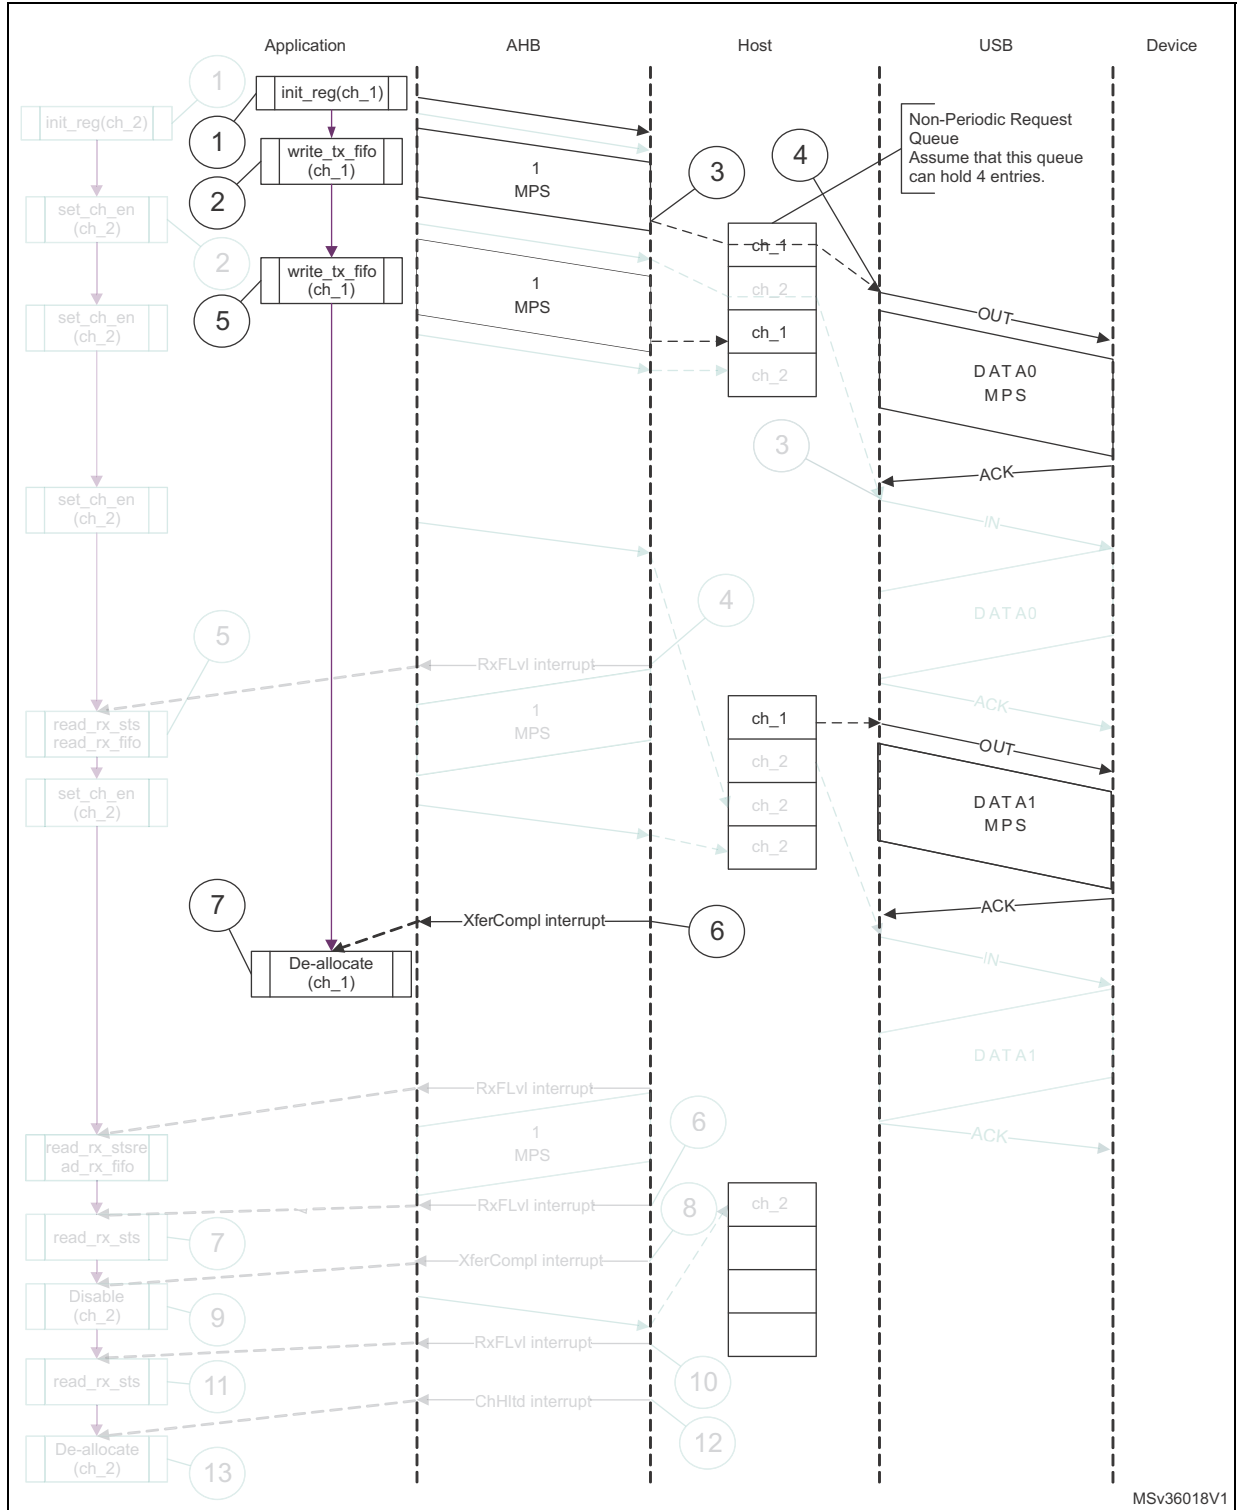 Application
AHB
Host
USB
Device
1
init_reg(ch_1)
init_reg(ch_2)
1
Non-Periodic Request
Queue
Assume that this queue
can hold 4 entries.
write_tx_fifo
(ch_1)
1
MPS
3
4
2
set_ch_en
(ch_2)
2
ch_1
write_tx_fifo
(ch_1)
1
MPS
ch_2
5
set_ch_en
(ch_2)
ch_1
OUT
ch_2
DATA0
MPS
3
ACK
set_ch_en
(ch_2)
IN
4
DATA0
5
RxFLvl interrupt
ACK
read_rx_sts
read_rx_fifo
1
MPS
ch_1
OUT
set_ch_en
(ch_2)
ch_2
ch_2
DATA1
MPS
ch_2
7
XferCompl interrupt
6
ACK
De-allocate
(ch_1)
IN
DATA1
RxFLvl interrupt
6
read_rx_stsre
ad_rx_fifo
1
MPS
ACK
RxFLvl interrupt
8
ch_2
read_rx_sts
7
XferCompl interrupt
Disable
(ch_2)
9
RxFLvl interrupt
read_rx_sts
11
10
ChHltd interrupt
De-allocate
(ch_2)
12
13
MSv36018V1